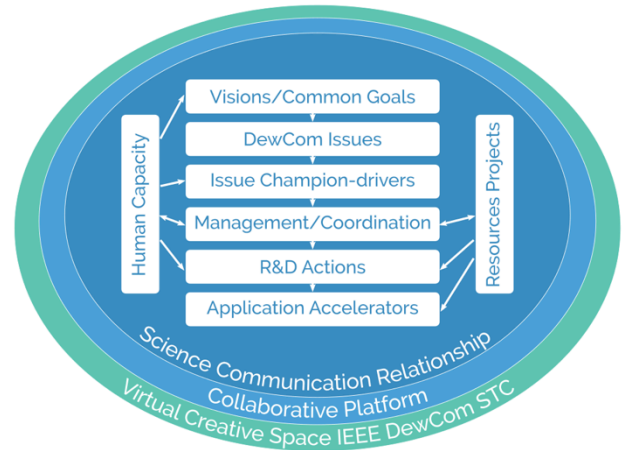 Visions/Common Goals
DewCom Issues
Issue Champion-drivers
Management/Coordination
R&D Actions
Application Accelerators
Human Capacity
Resources Projects
Science Communication Relationship
Collaborative Platform
Virtual Creative Space IEEE DewCom STC